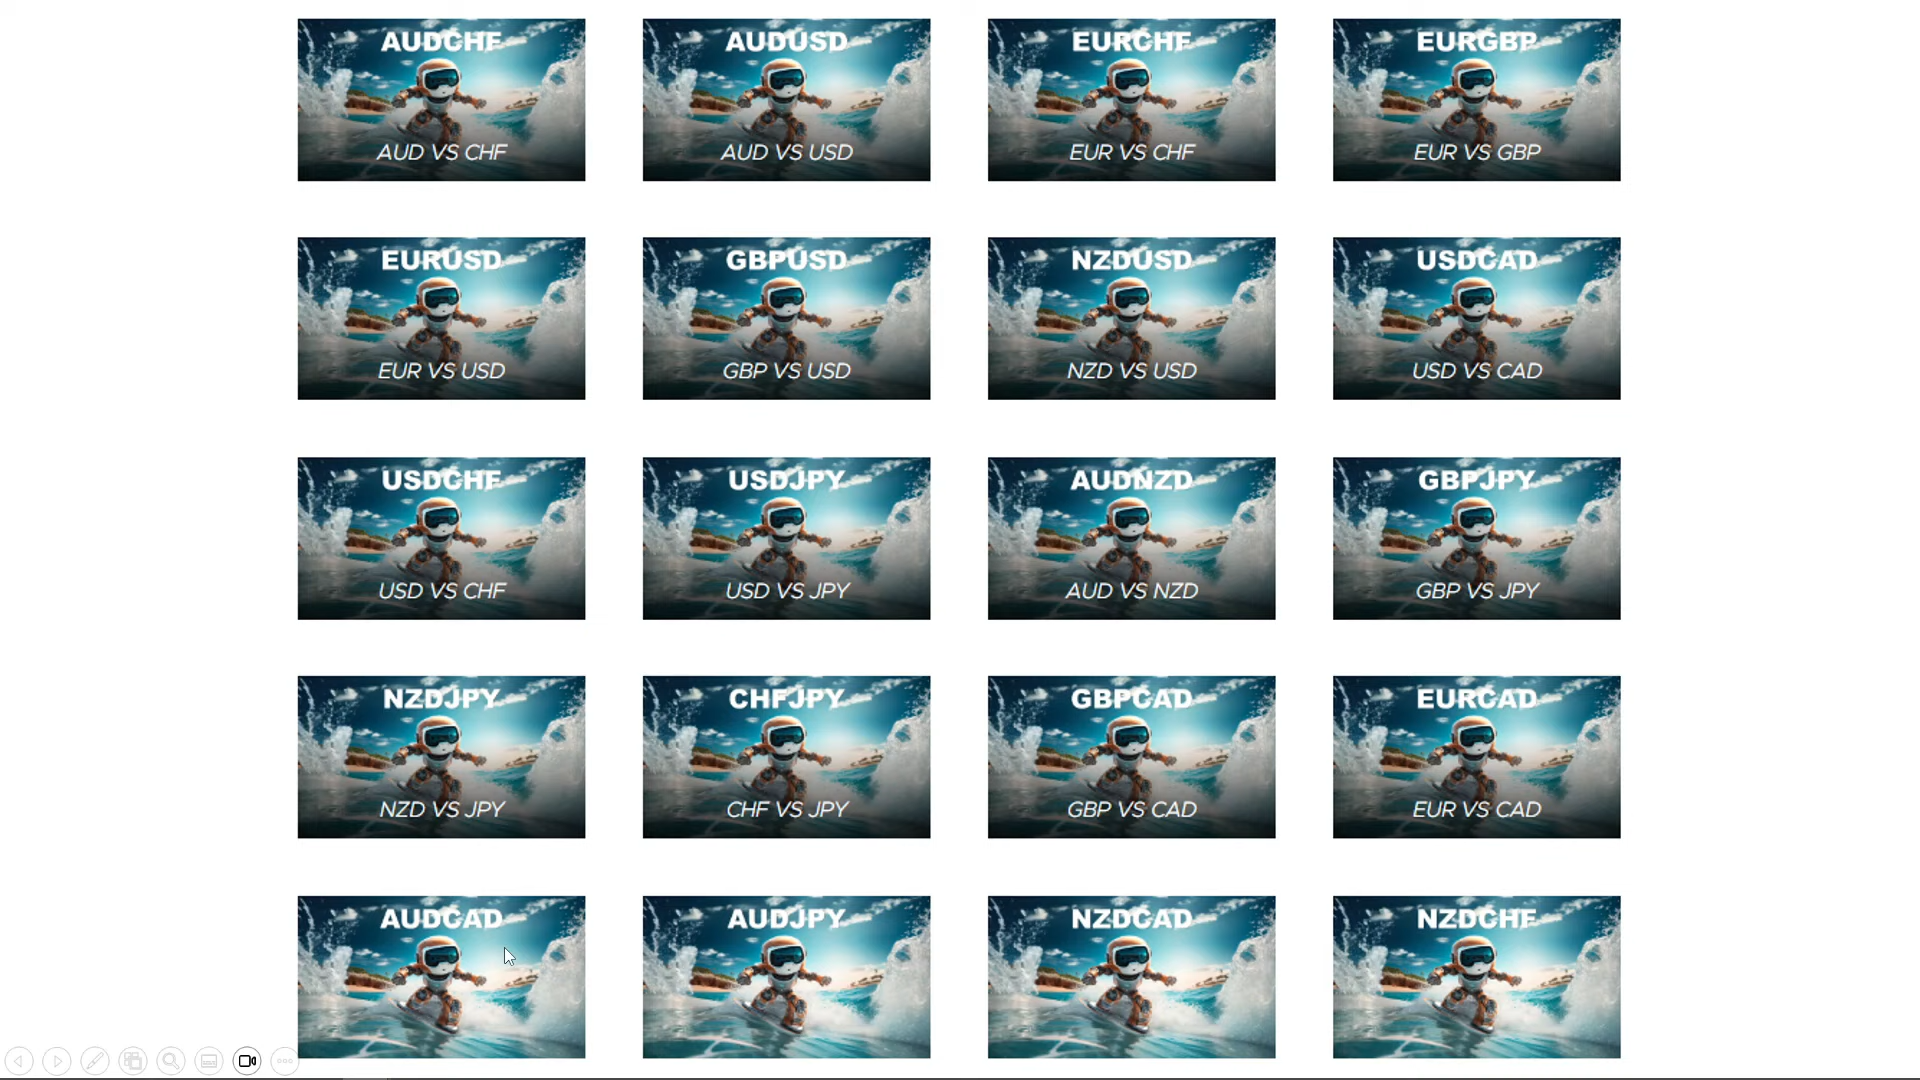 AUDCHF
AUD VS CHF
AUDUSD
AUD VS USD
EURCHF
EUR VS CHF
EURGBP
EUR VS GBP
EURUSD
EUR VS USD
GBPUSD
GBP VS USD
NZDUSD
NZD VS USD
USDCAD
USD VS CAD
USDCHF
USD VS CHF
USDJPY
USD VS JPY
AUDNZD
AUD VS NZD
GBPJPY
GBP VS JPY
NZDJPY
NZD VS JPY
CHFJPY
CHF VS JPY
GBPCAD
GBP VS CAD
EURCAD
EUR VS CAD
AUDCAD
AUDJPY
NZDCAD
NZDCHF